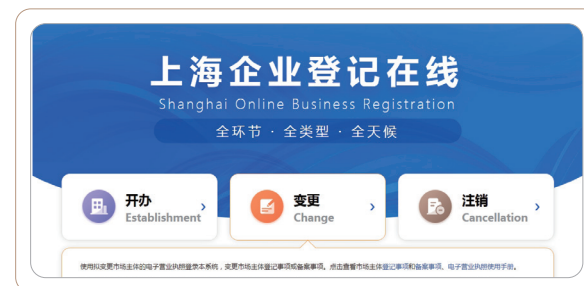 上海企业登记在线
Shanghai Online Business Registration
全环节 · 全类型 · 全天候
开办 › 变更 › 注销 ›
Establishment Change Cancellation
使用拟变更市场主体的电子营业执照登录本系统，变更市场主体登记事项或备案事项。点击查看市场主体登记事项和备案事项、电子营业执照使用手册。